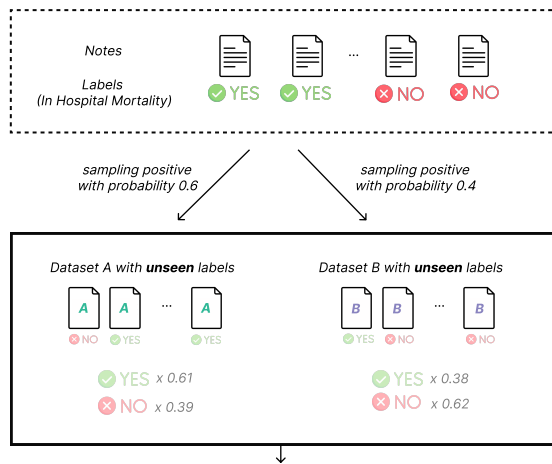 Notes
...
Labels
(In Hospital Mortality)
YES YES NO NO
sampling positive
with probability 0.6
sampling positive
with probability 0.4
Dataset A with unseen labels
A A ... A
NO YES YES
YES x 0.61
NO x 0.39
Dataset B with unseen labels
B B ... B
YES NO NO
YES x 0.38
NO x 0.62